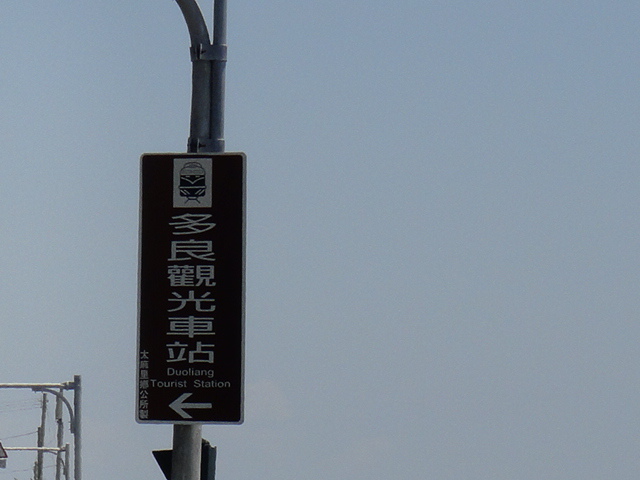 多良觀光車站
Duoliang
Tourist Station
太麻里鄉公所製